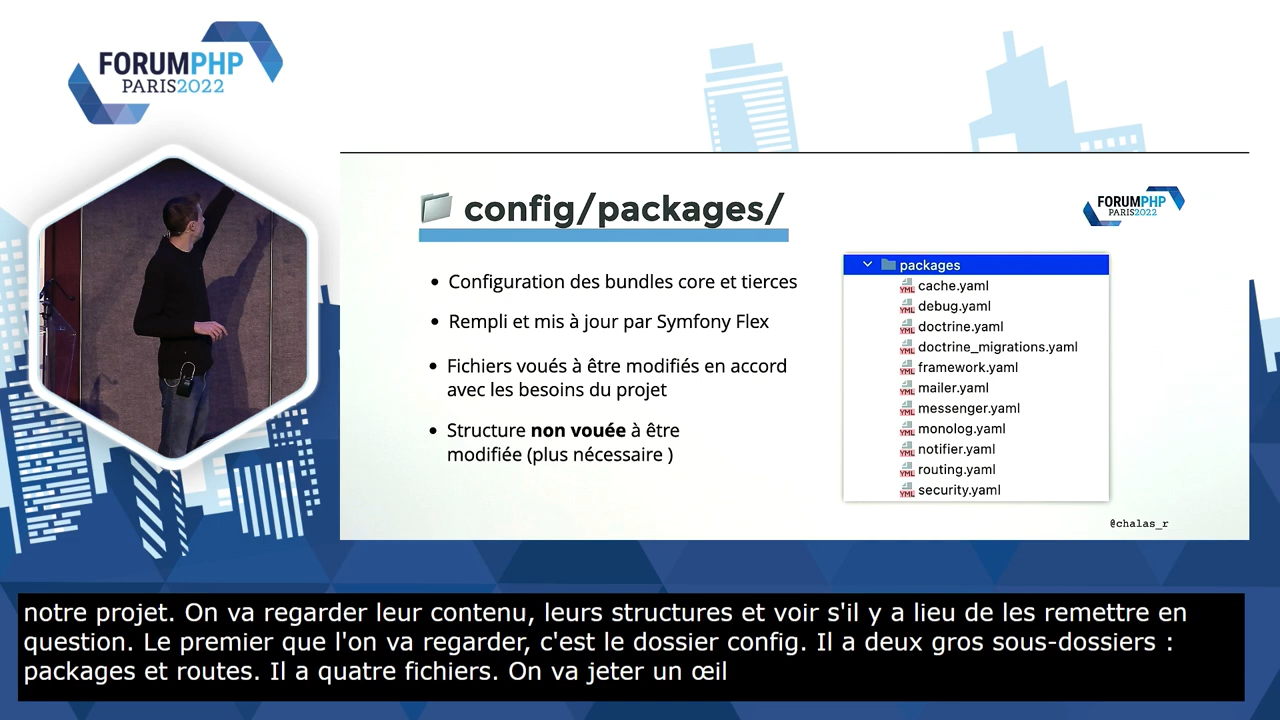 FORUMPHP
PARIS2022
config/packages/
FORUMPHP
PARIS2022
• Configuration des bundles core et tierces
• Rempli et mis à jour par Symfony Flex
• Fichiers voués à être modifiés en accord
avec les besoins du projet
• Structure non vouée à être
modifiée (plus nécessaire )
packages
cache.yaml
debug.yaml
doctrine.yaml
doctrine_migrations.yaml
framework.yaml
mailer.yaml
messenger.yaml
monolog.yaml
notifier.yaml
routing.yaml
security.yaml
@chalas_r
notre projet. On va regarder leur contenu, leurs structures et voir s'il y a lieu de les remettre en
question. Le premier que l'on va regarder, c'est le dossier config. Il a deux gros sous-dossiers :
packages et routes. Il a quatre fichiers. On va jeter un œil